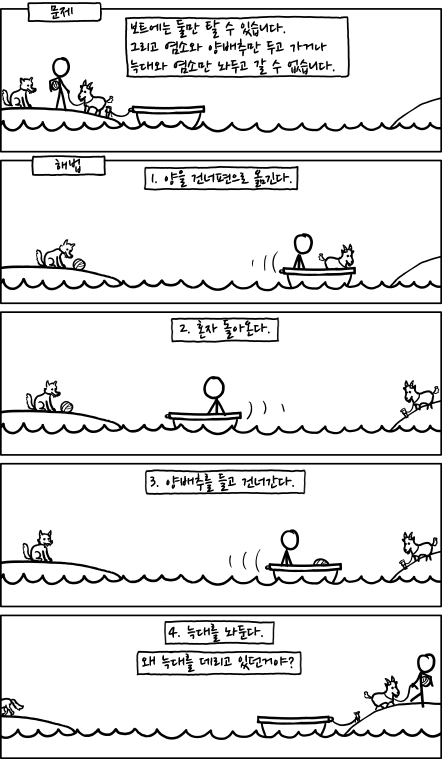 문제
보트에는 둘만 탈 수 있습니다.
그리고 염소와 양배추만 두고 가거나
늑대와 염소만 놔두고 갈 수 없습니다.
해법
1. 양을 건너편으로 옮긴다.
2. 혼자 돌아온다.
3. 양배추를 들고 건너간다.
4. 늑대를 놔둔다.
왜 늑대를 데리고 있던거야?